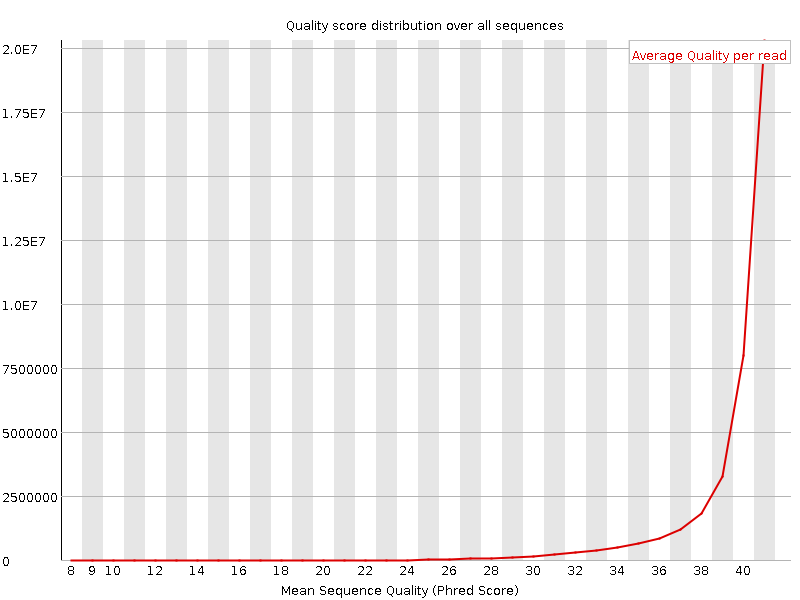 Quality score distribution over all sequences
Average Quality per read
2.0E7
1.75E7
1.5E7
1.25E7
1.0E7
7500000
5000000
2500000
0
8 9 10 12 14 16 18 20 22 24 26 28 30 32 34 36 38 40
Mean Sequence Quality (Phred Score)